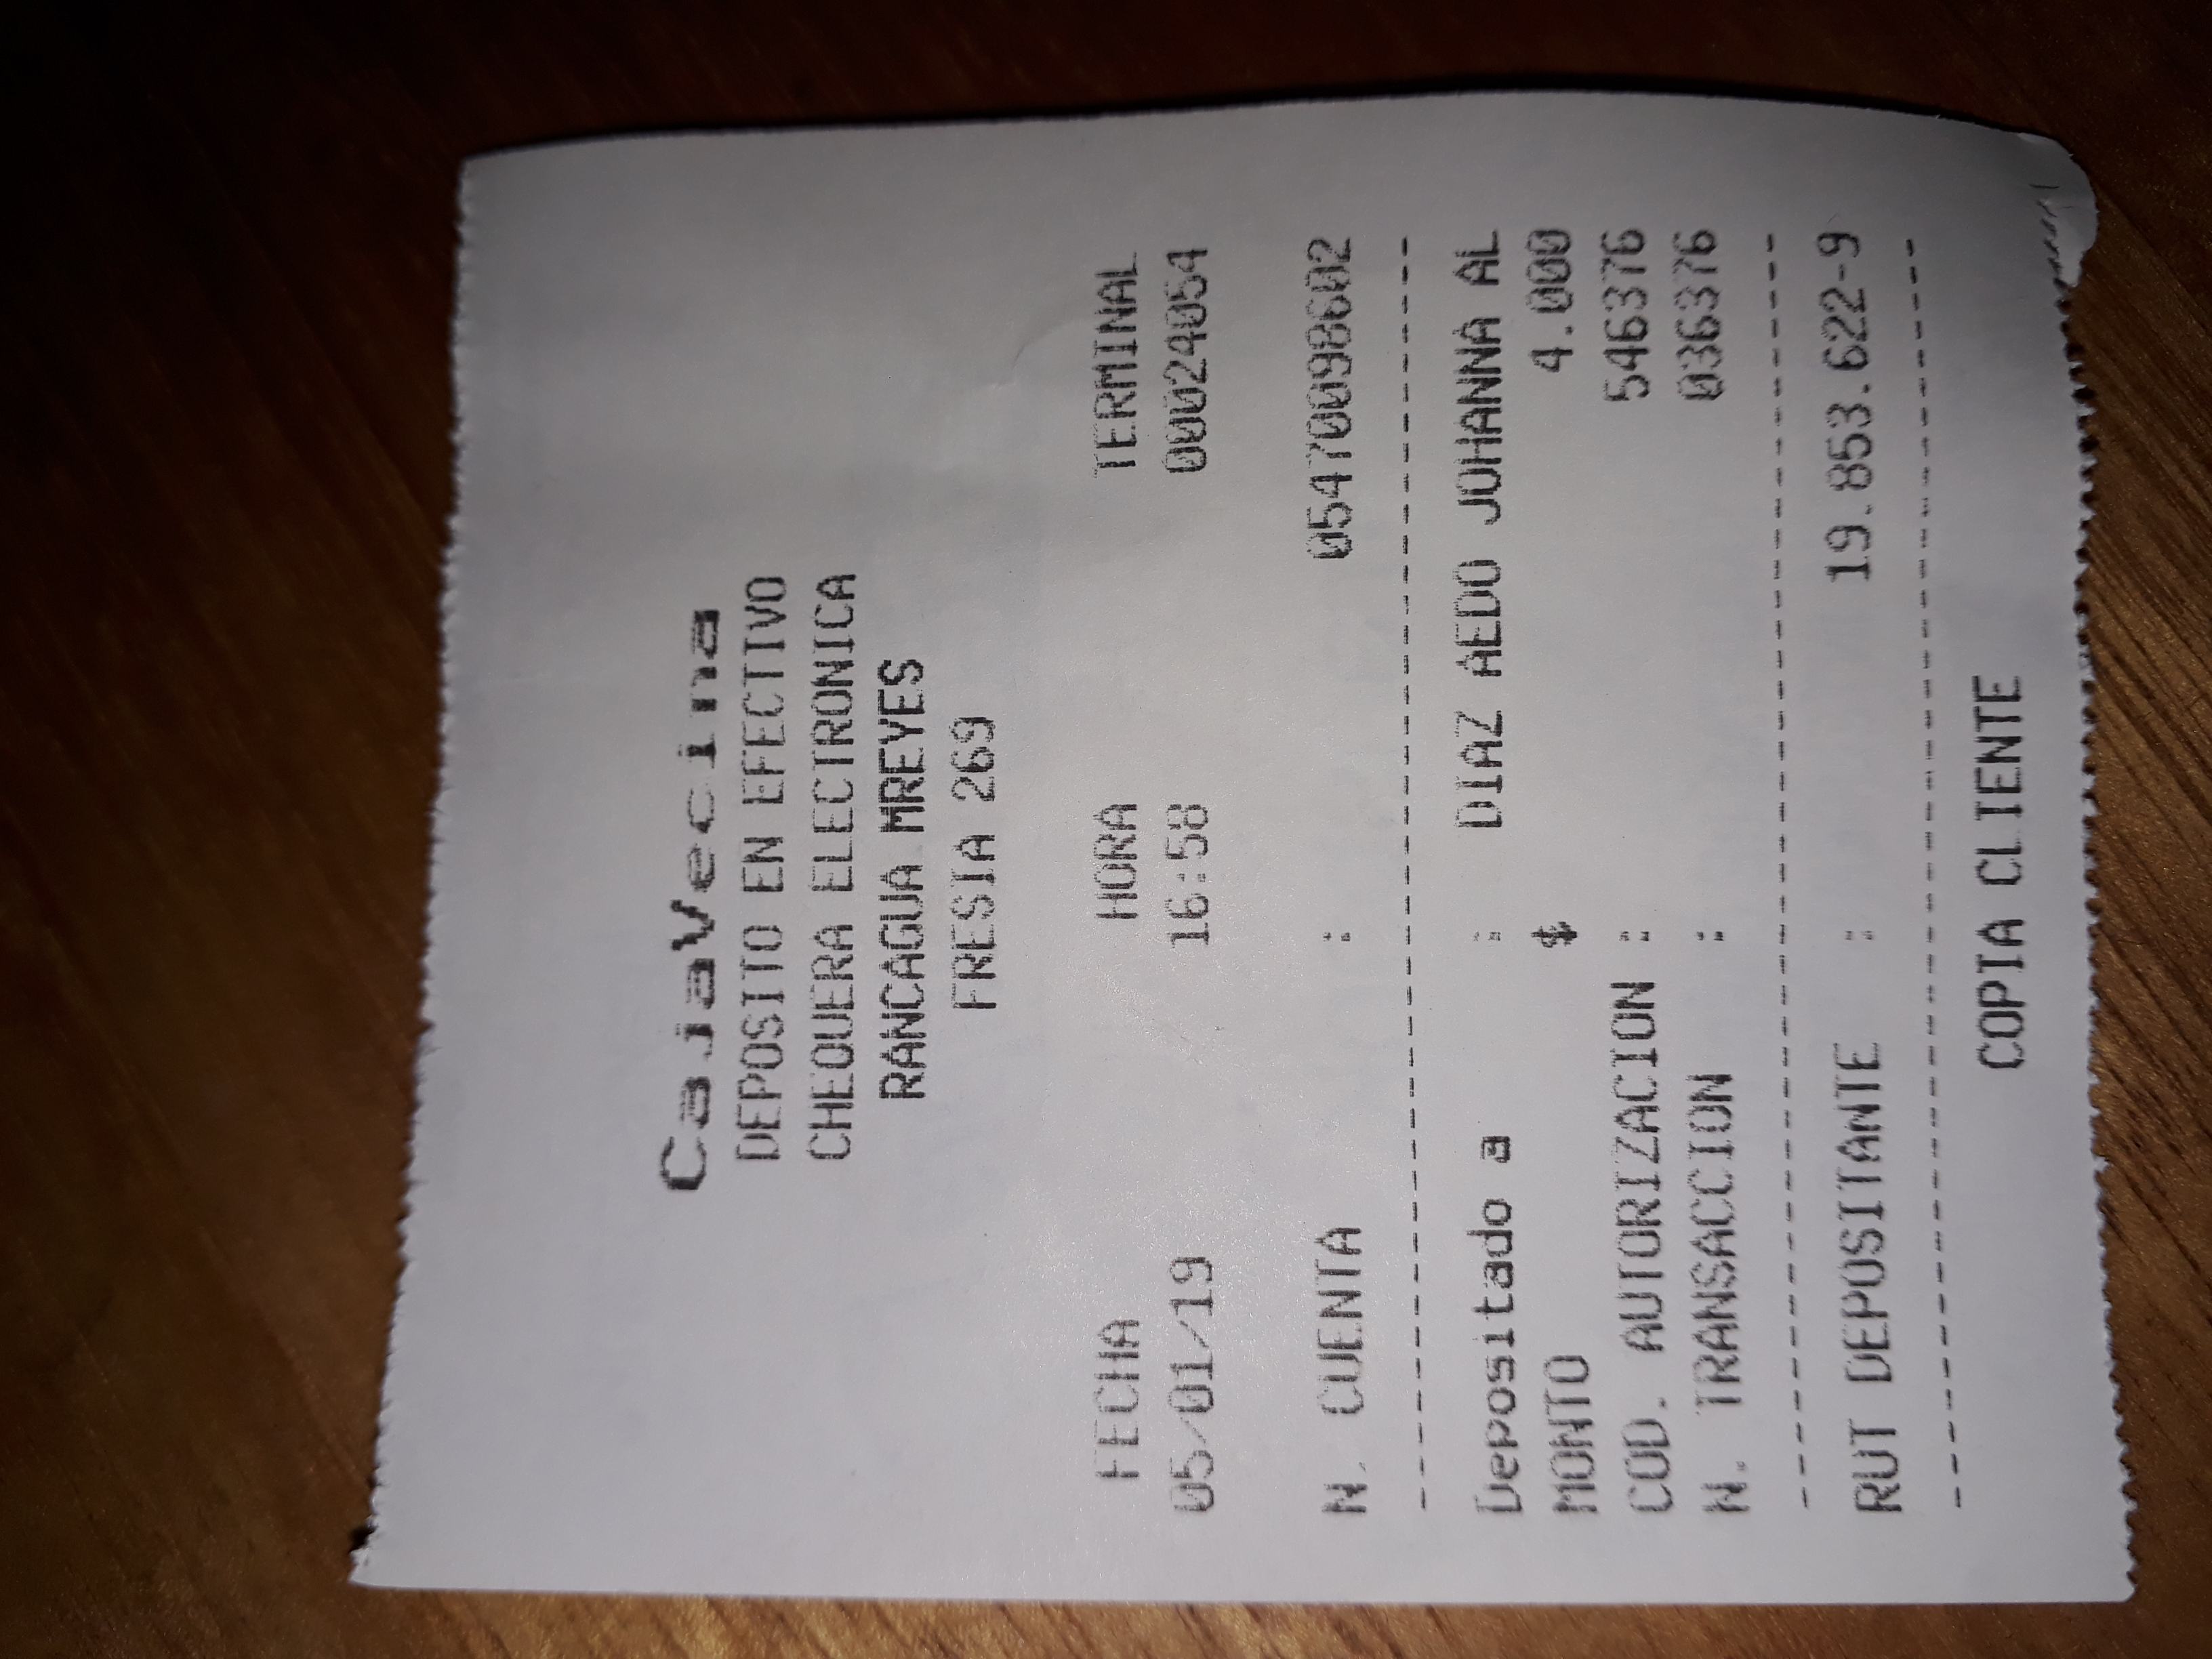 CajaVecina
DEPOSITO EN EFECTIVO
CHEQUERA ELECTRONICA
RANCAGUA MREYES
FRESIA 269
FECHA HORA TERMINAL
05/01/19 16:58 00024054
N. CUENTA : 05470098602
Depositado a : DIAZ AEDO JOHANNA AL
MONTO $ 4.000
COD. AUTORIZACION : 546376
N. TRANSACCION : 036376
RUT DEPOSITANTE : 19.853.622-9
COPIA CLIENTE